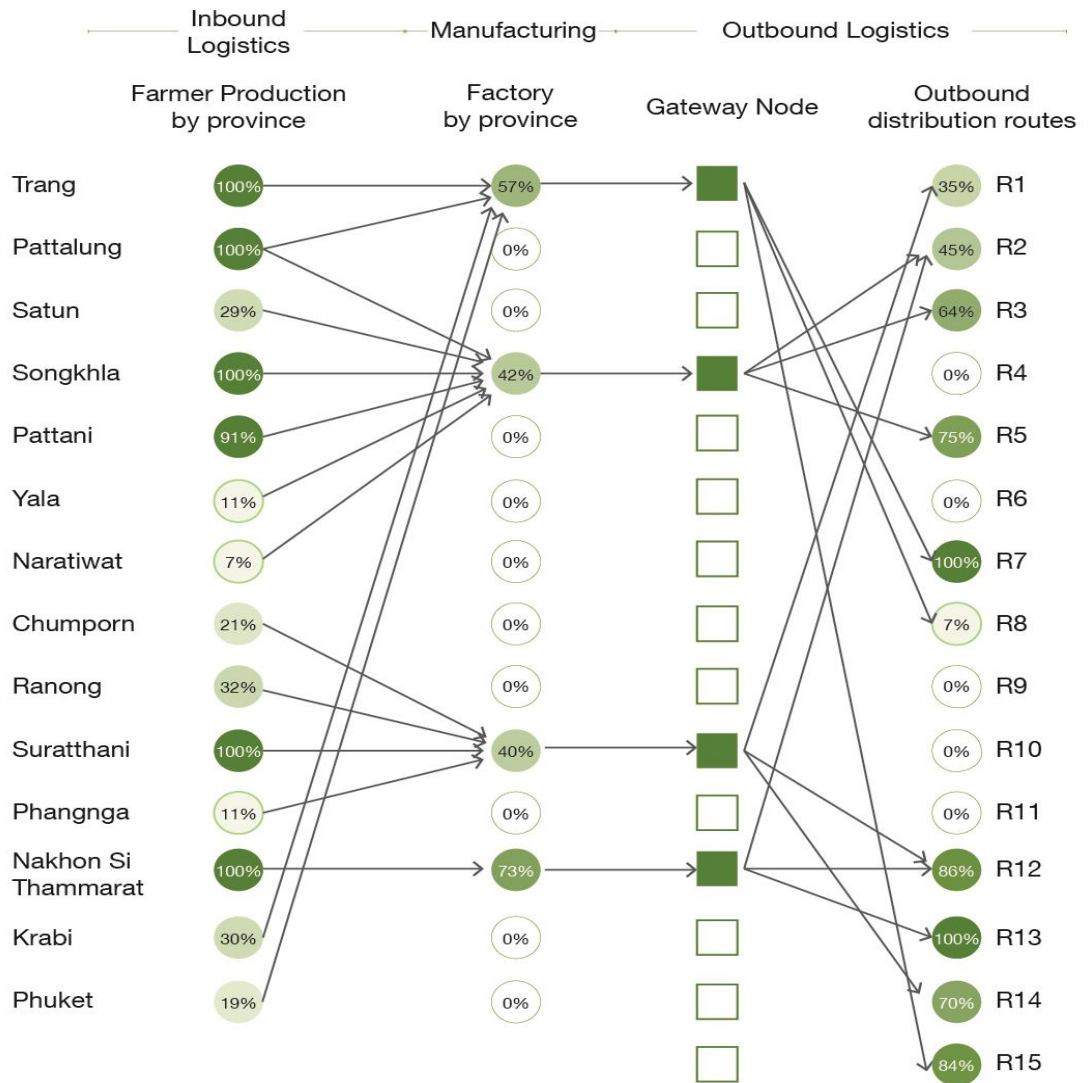 Inbound
Logistics
Manufacturing
Outbound Logistics
Farmer Production
by province
Factory
by province
Gateway Node
Outbound
distribution routes
Trang 100% 57% 35% R1
Pattalung 100% 0% 45% R2
Satun 29% 0% 64% R3
Songkhla 100% 42% 0% R4
Pattani 91% 0% 75% R5
Yala 11% 0% 0% R6
Naratiwat 7% 0% 100% R7
Chumporn 21% 0% 7% R8
Ranong 32% 0% 0% R9
Suratthani 100% 40% 0% R10
Phangnga 11% 0% 0% R11
Nakhon Si
Thammarat 100% 73% 86% R12
Krabi 30% 0% 100% R13
Phuket 19% 0% 70% R14
84% R15